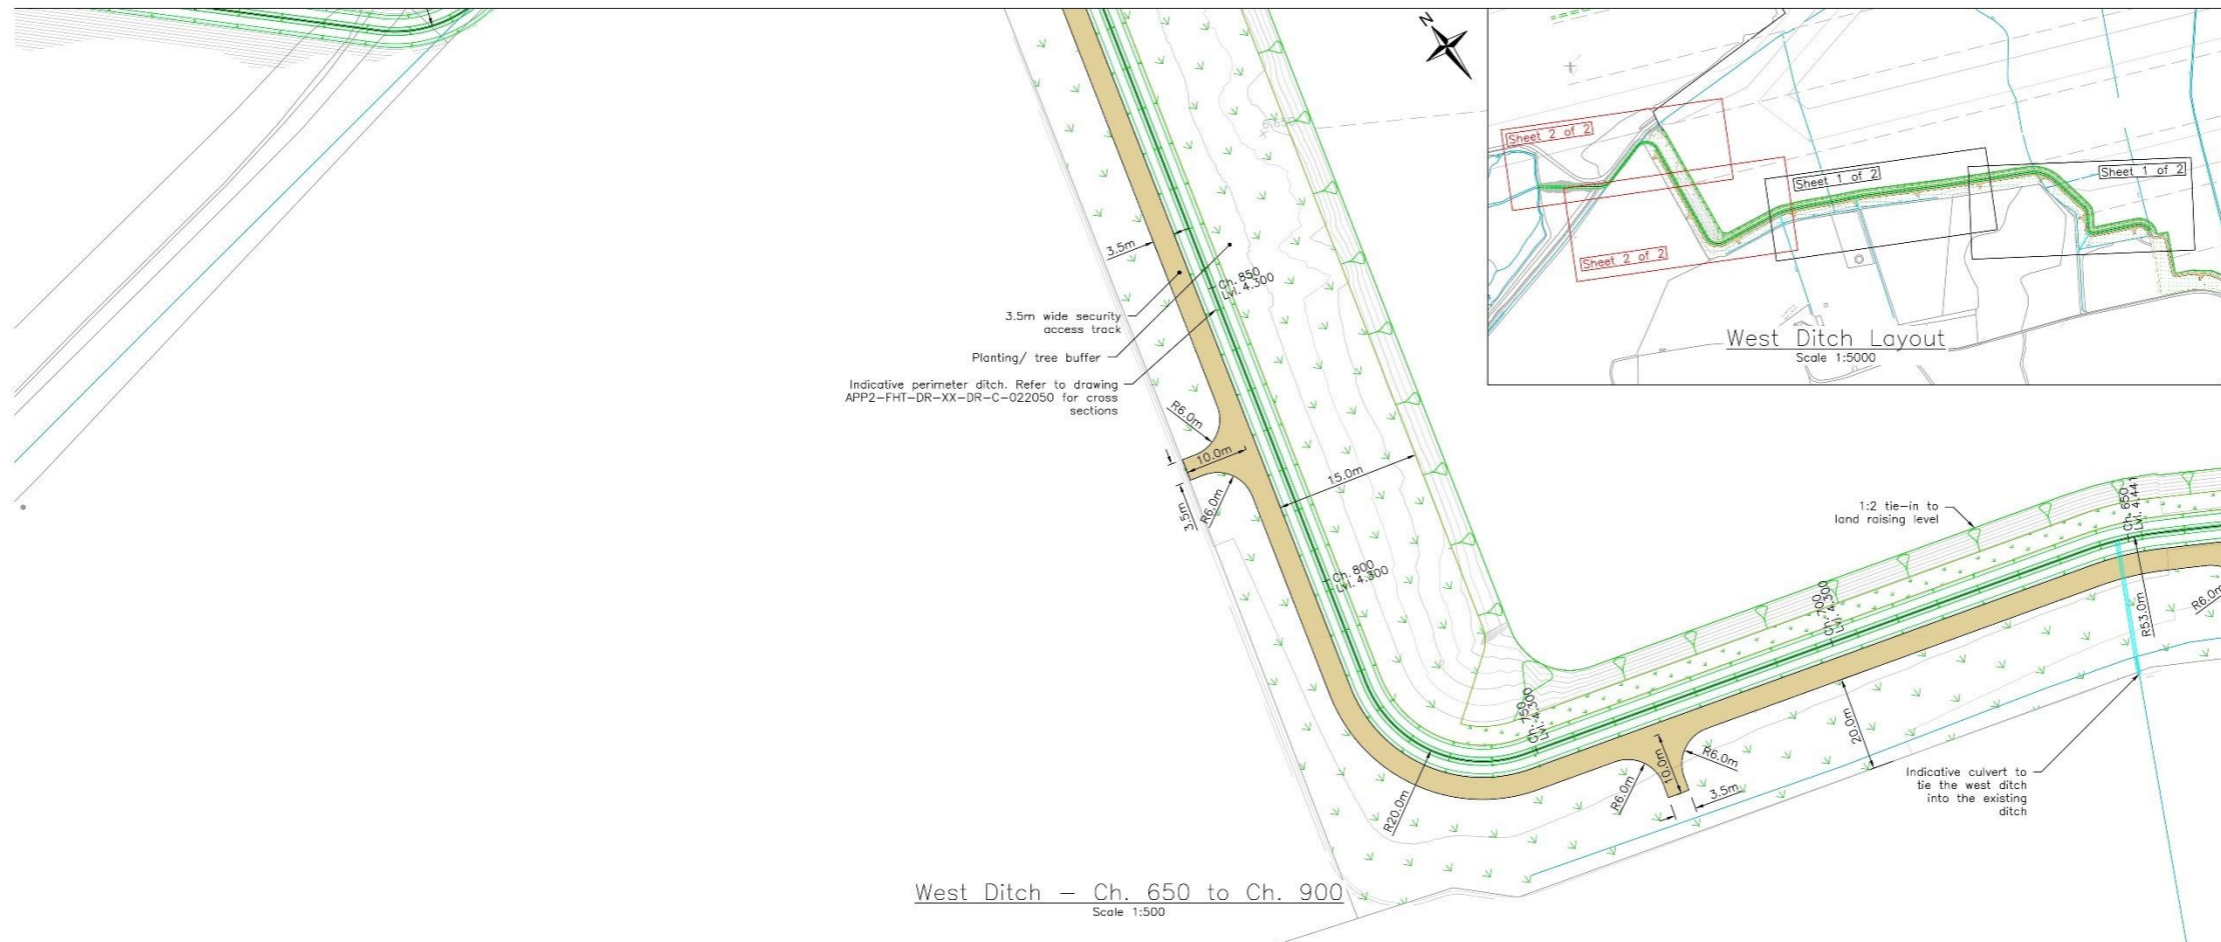 N
Sheet 2 of 2
Sheet 1 of 2
Sheet 1 of 2
Sheet 2 of 2
West Ditch Layout
Scale 1:5000
3.5m
Ch. 850
Lvl. 4.300
3.5m wide security
access track
Planting/ tree buffer
Indicative perimeter ditch. Refer to drawing
APP2-FHT-DR-XX-DR-C-022050 for cross
sections
R6.0m
10.0m
15.0m
3.5m
R6.0m
1:2 tie-in to
land raising level
Ch. 650
Lvl. 4.441
Ch. 800
Lvl. 4.300
Ch. 700
Lvl. 4.300
R53.0m
R6.0m
Ch. 750
Lvl. 4.300
20.0m
10.0m
R6.0m
R6.0m
3.5m
R20.0m
Indicative culvert to
tie the west ditch
into the existing
ditch
West Ditch - Ch. 650 to Ch. 900
Scale 1:500